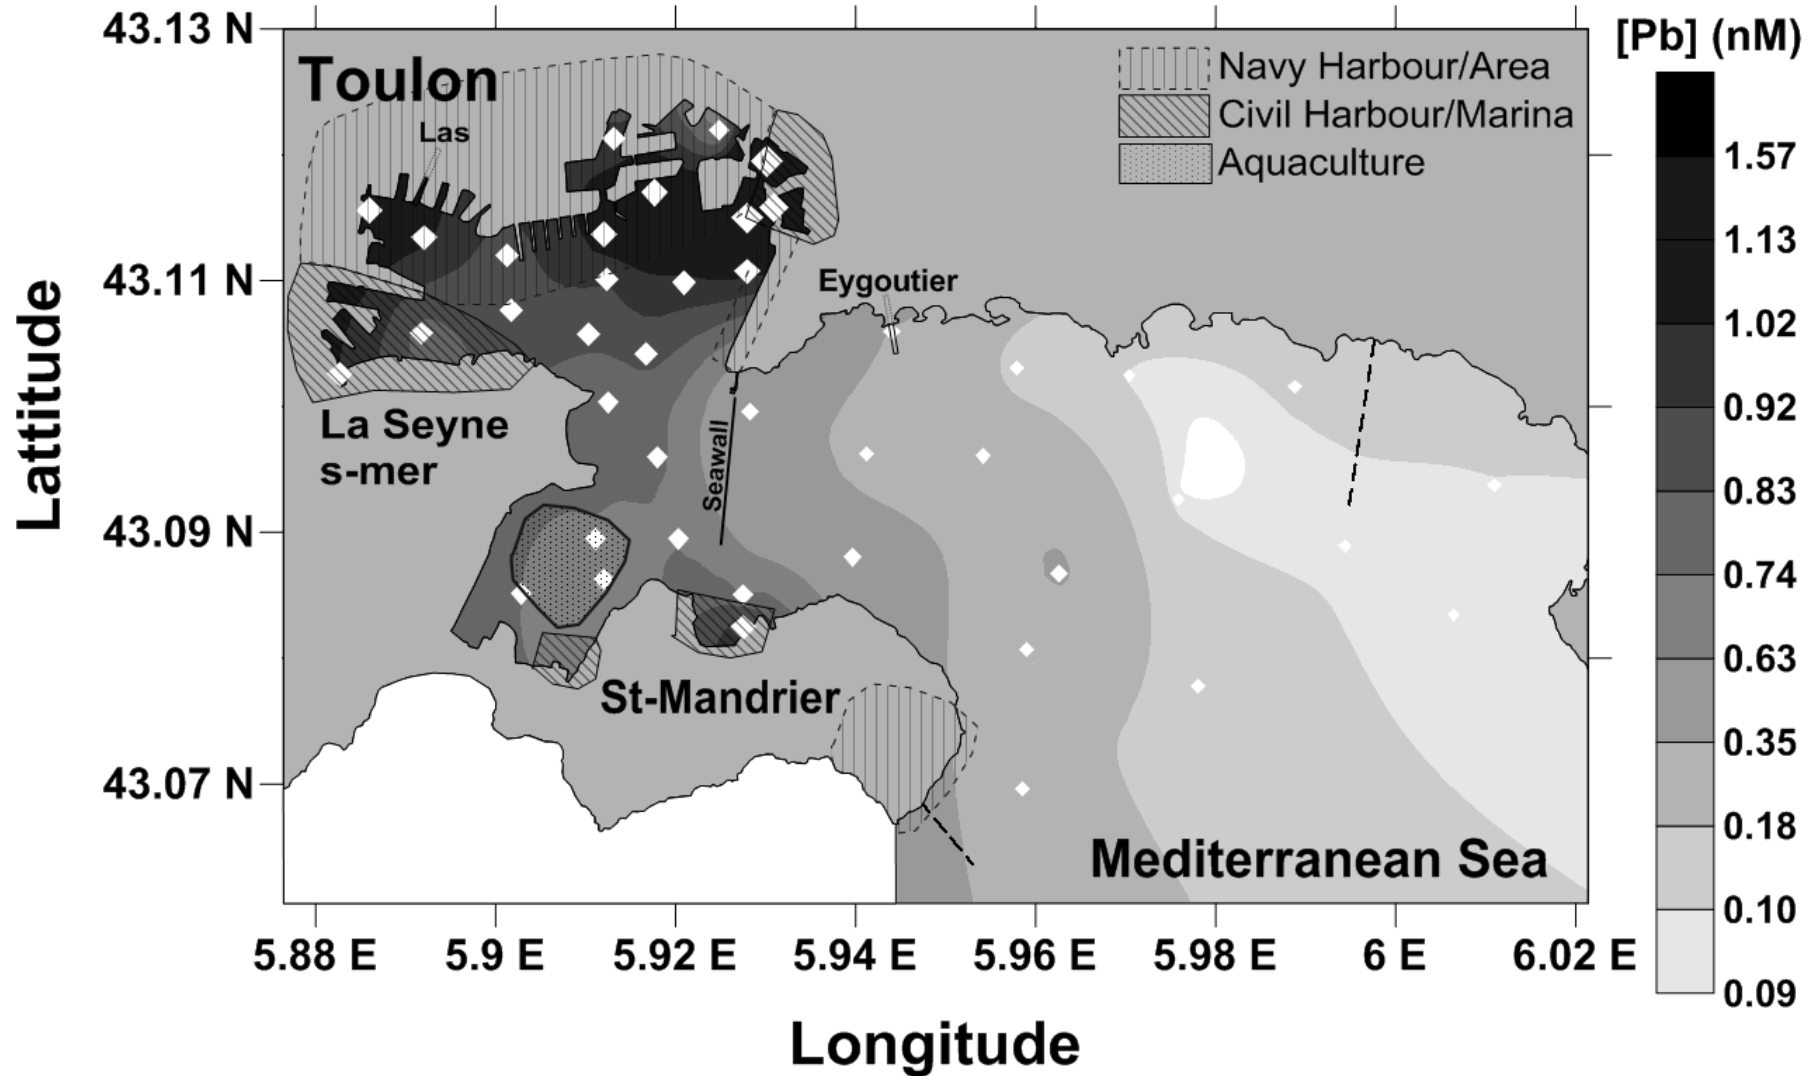 43.13 N
[Pb] (nM)
Toulon
Navy Harbour/Area
Civil Harbour/Marina
Aquaculture
Las
1.57
1.13
1.02
0.92
0.83
0.74
0.63
0.35
0.18
0.10
0.09
43.11 N
Eygoutier
La Seyne
s-mer
Seawall
Lattitude
43.09 N
St-Mandrier
43.07 N
Mediterranean Sea
5.88 E 5.9 E 5.92 E 5.94 E 5.96 E 5.98 E 6 E 6.02 E
Longitude